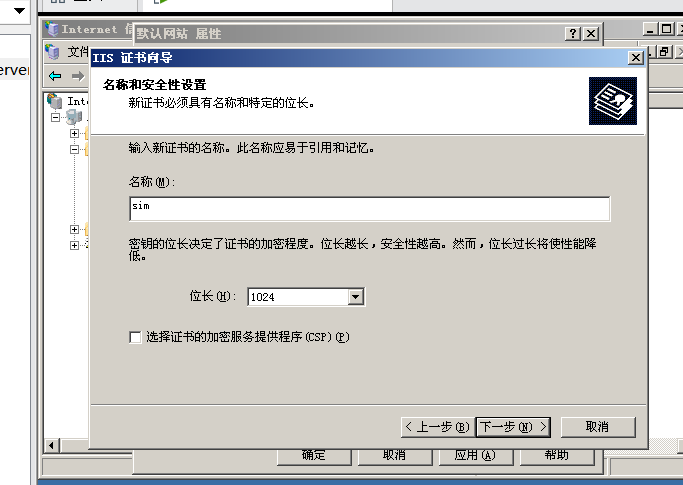 erver
Internet 信
默认网站 属性
文件
IIS 证书向导
名称和安全性设置
新证书必须具有名称和特定的位长。
Inte
输入新证书的名称。此名称应易于引用和记忆。
名称(M):
sim
密钥的位长决定了证书的加密程度。位长越长，安全性越高。然而，位长过长将使性能降
低。
位长(H): 1024
选择证书的加密服务提供程序(CSP)(P)
< 上一步(B) 下一步(N) > 取消
确定 取消 应用(A) 帮助